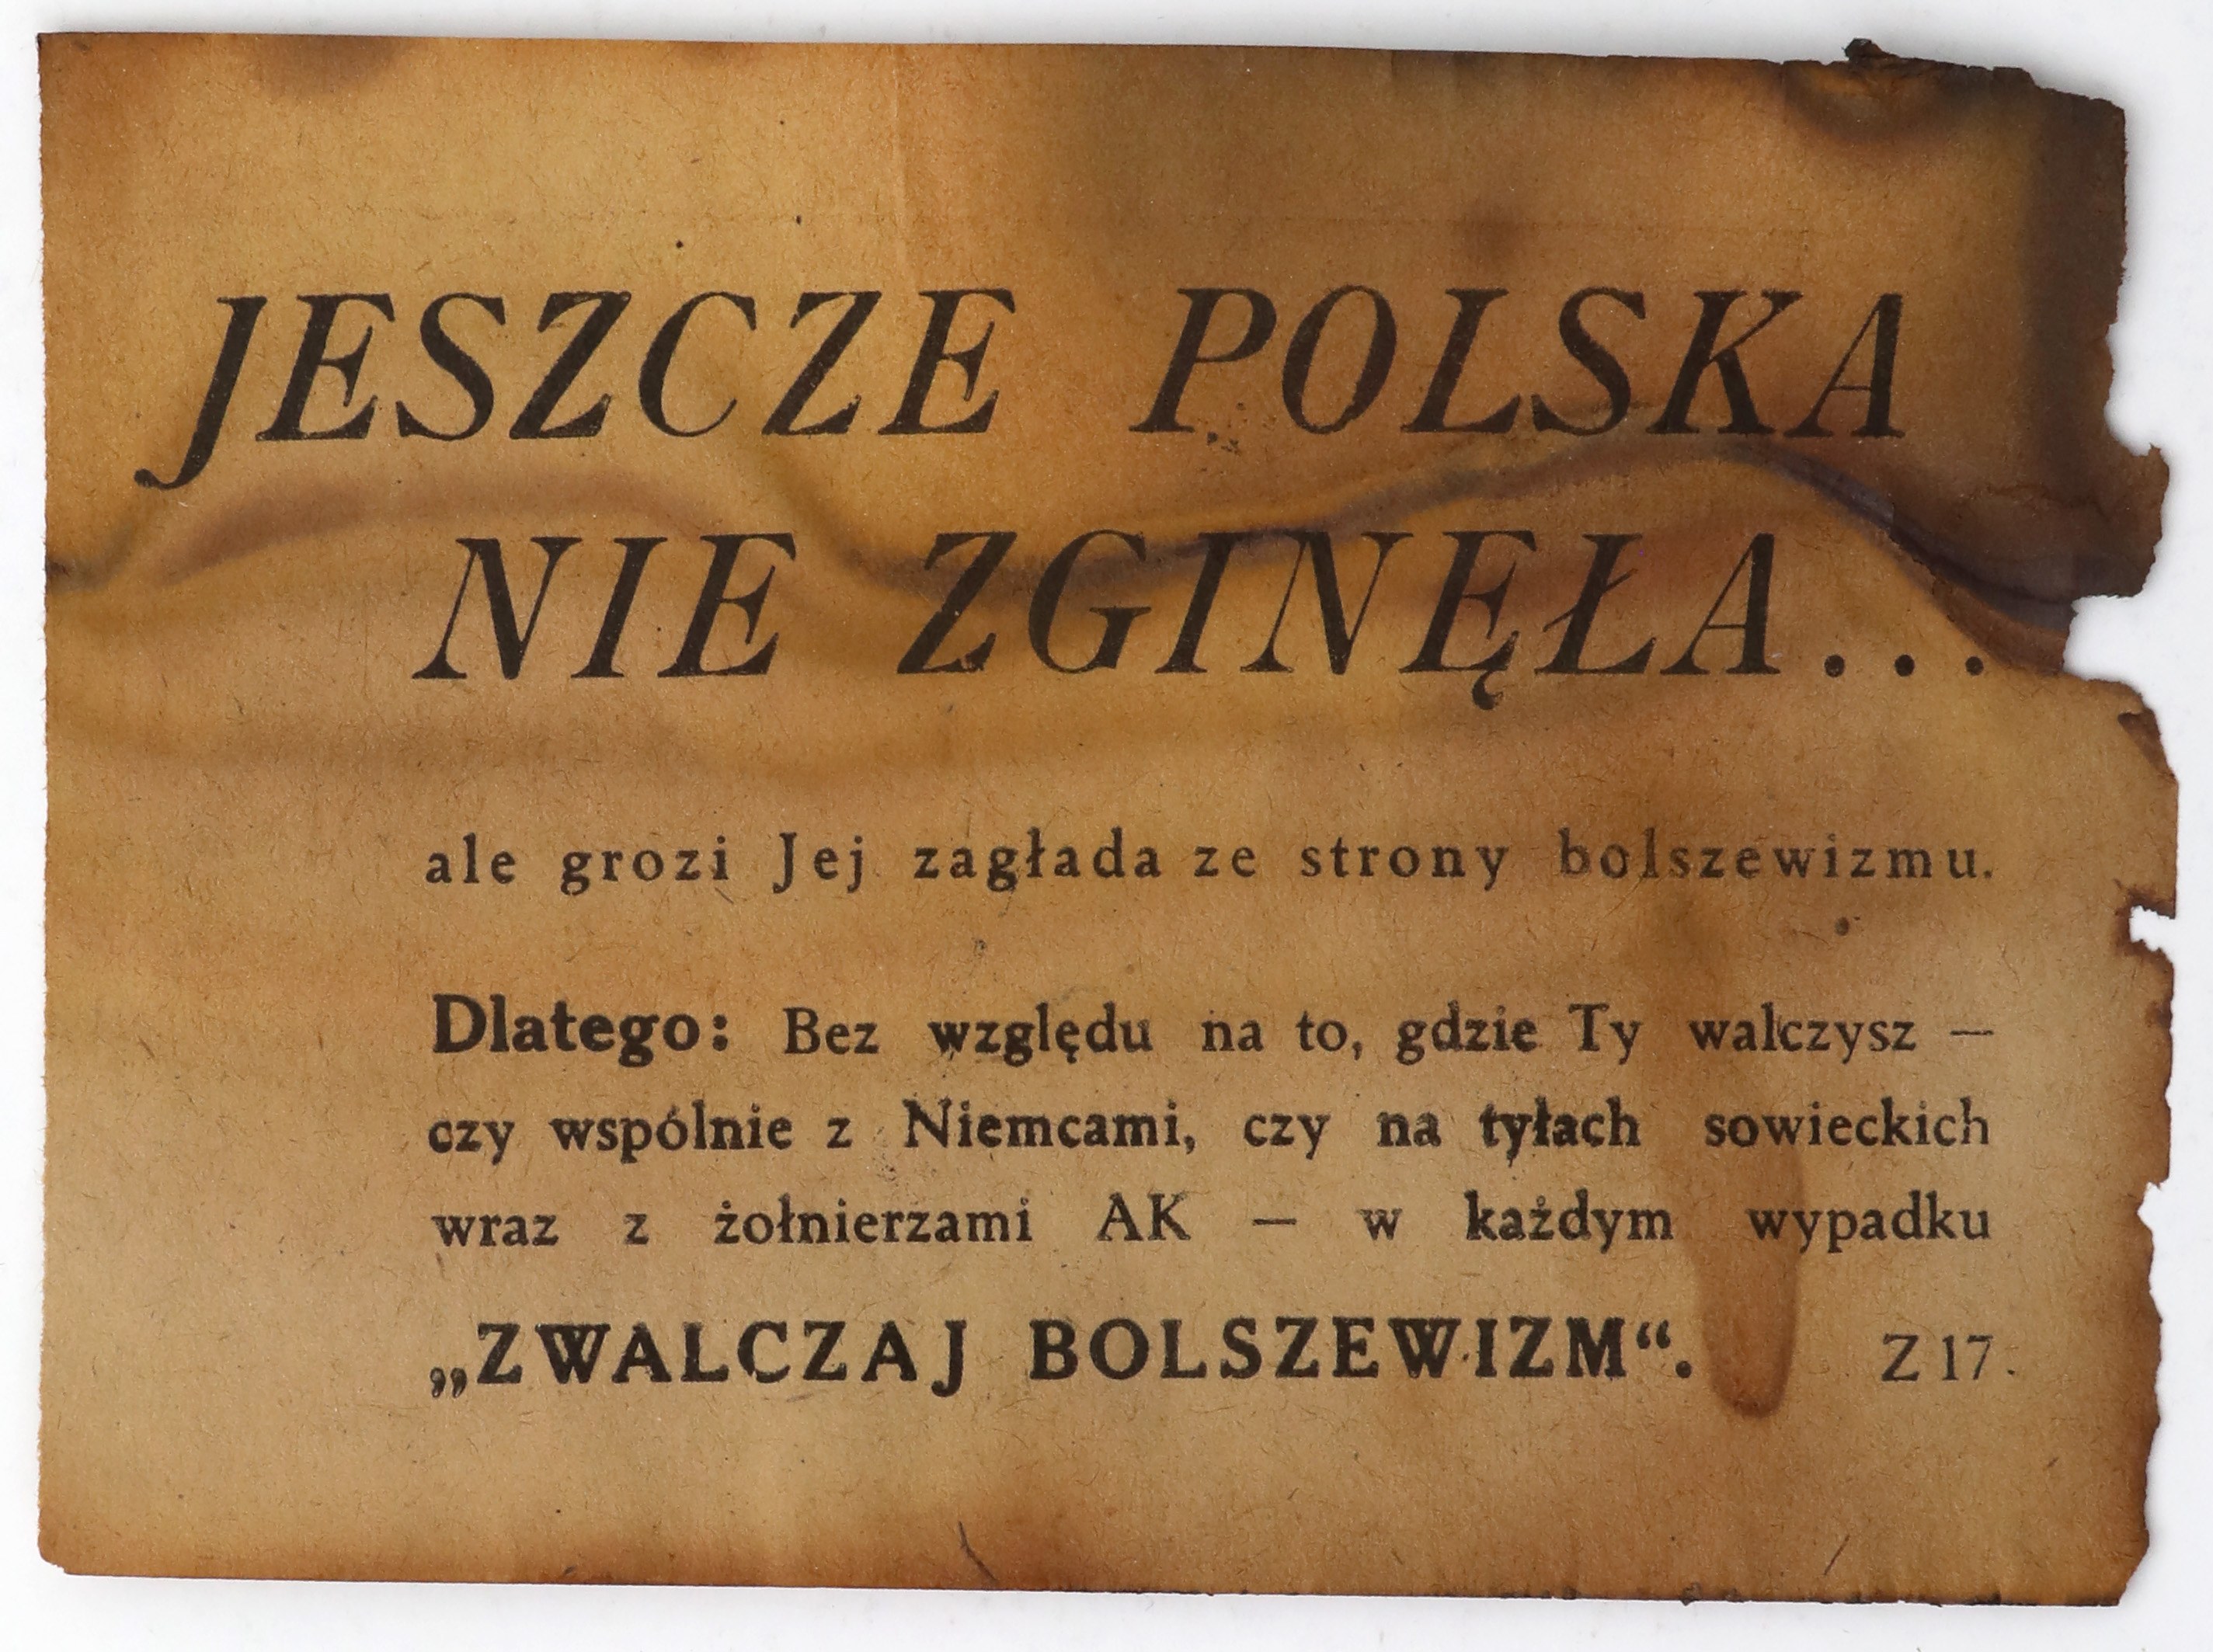 JESZCZE POLSKA
NIE ZGINĘŁA...
ale grozi Jej zagłada ze strony bolszewizmu.
Dlatego: Bez względu na to, gdzie Ty walczysz —
czy wspólnie z Niemcami, czy na tyłach sowieckich
wraz z żołnierzami AK — w każdym wypadku
„ZWALCZAJ BOLSZEWIZM“. Z 17.